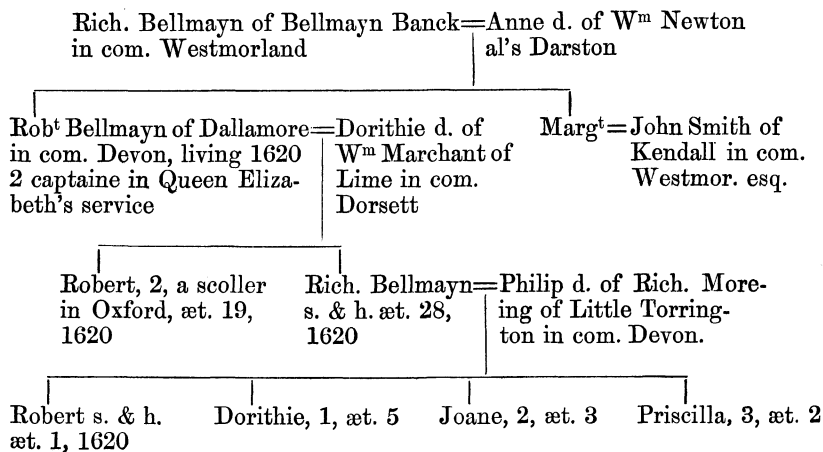 Rich. Bellmayn of Bellmayn Banck=Anne d. of Wᵐ Newton
in com. Westmorland
al's Darston
Robᵗ Bellmayn of Dallamore=Dorithie d. of
in com. Devon, living 1620
2 captaine in Queen Eliza-
beth's service
Wᵐ Marchant of
Lime in com.
Dorsett
Margᵗ=John Smith of
Kendall in com.
Westmor. esq.
Robert, 2, a scoller
in Oxford, æt. 19,
1620
Rich. Bellmayn=Philip d. of Rich. More-
s. & h. æt. 28,
1620
ing of Little Torring-
ton in com. Devon.
Robert s. & h.
æt. 1, 1620
Dorithie, 1, æt. 5
Joane, 2, æt. 3
Priscilla, 3, æt. 2